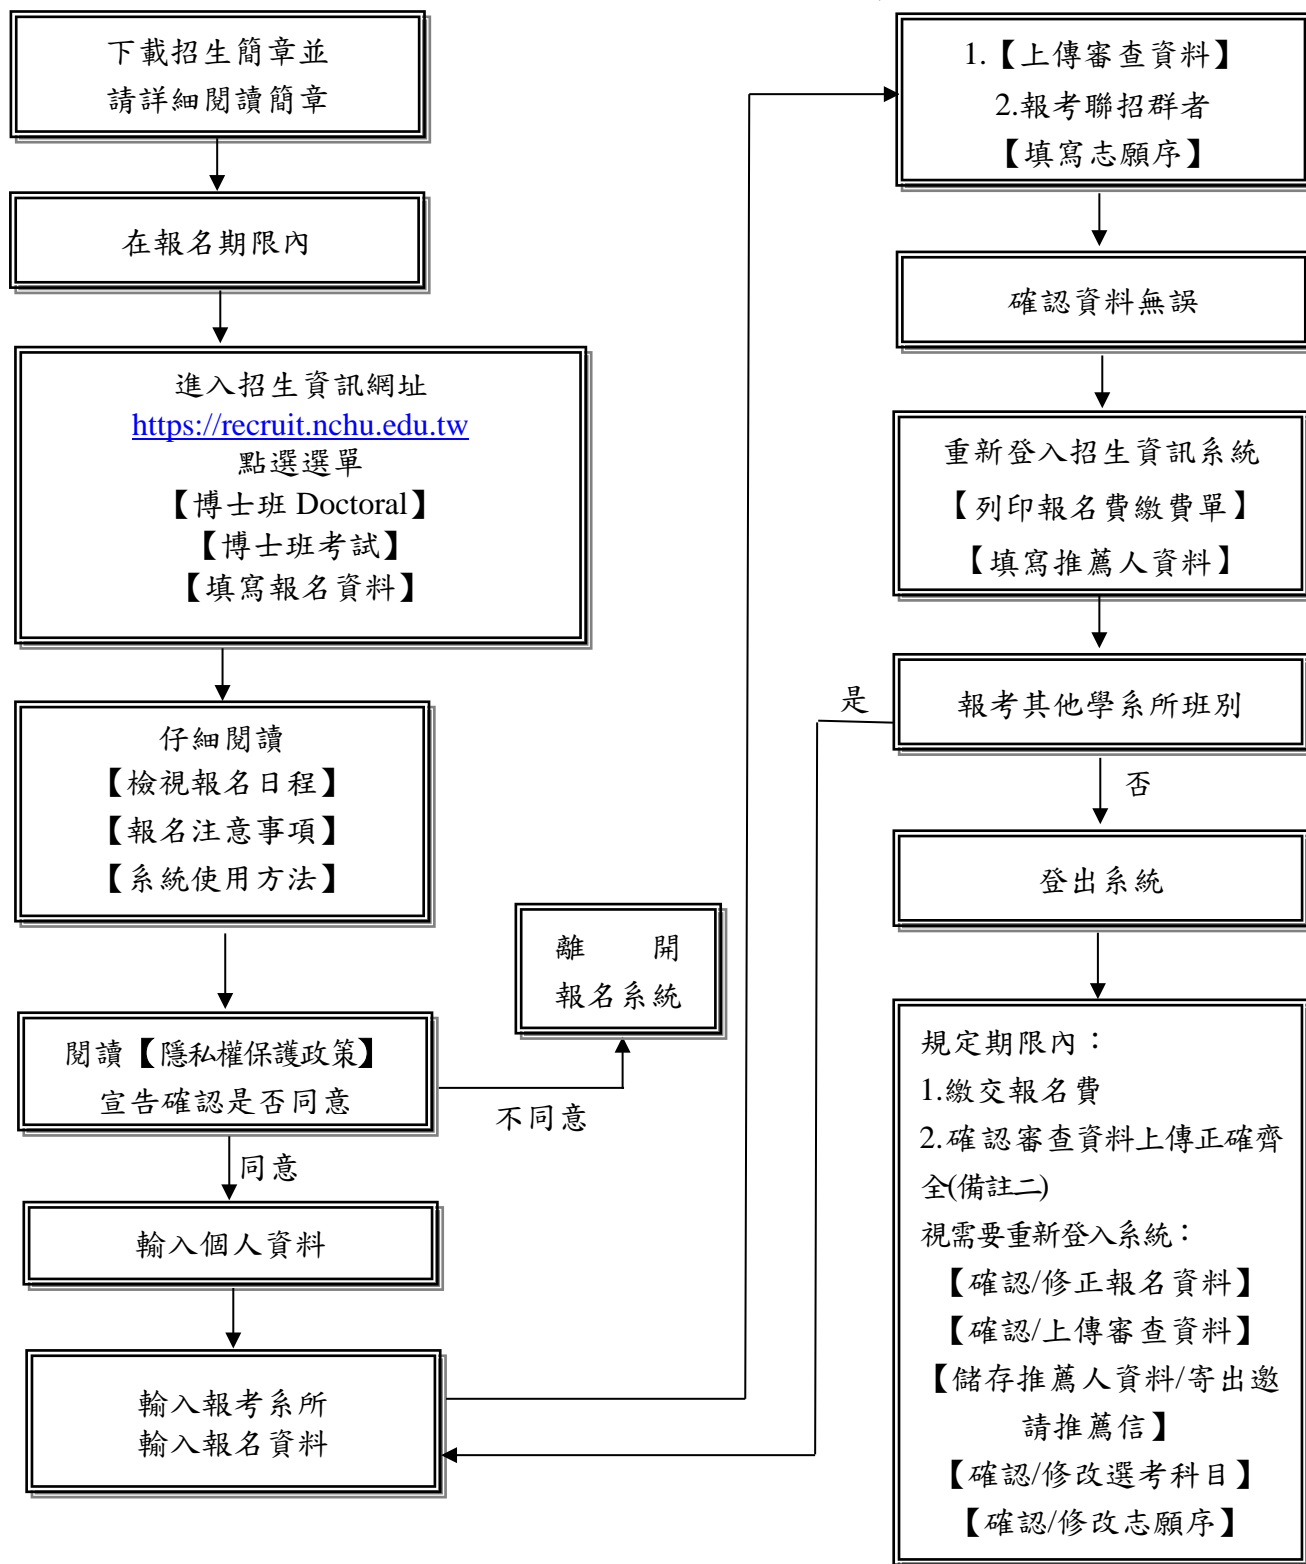 下載招生簡章並
請詳細閱讀簡章
在報名期限內
進入招生資訊網址
https://recruit.nchu.edu.tw
點選選單
【博士班 Doctoral】
【博士班考試】
【填寫報名資料】
仔細閱讀
【檢視報名日程】
【報名注意事項】
【系統使用方法】
閱讀【隱私權保護政策】
宣告確認是否同意
不同意
離 開
報名系統
同意
輸入個人資料
輸入報考系所
輸入報名資料
1.【上傳審查資料】
2.報考聯招群者
【填寫志願序】
確認資料無誤
重新登入招生資訊系統
【列印報名費繳費單】
【填寫推薦人資料】
報考其他學系所班別
是
否
登出系統
規定期限內：
1.繳交報名費
2.確認審查資料上傳正確齊
全(備註二)
視需要重新登入系統：
【確認/修正報名資料】
【確認/上傳審查資料】
【儲存推薦人資料/寄出邀
請推薦信】
【確認/修改選考科目】
【確認/修改志願序】